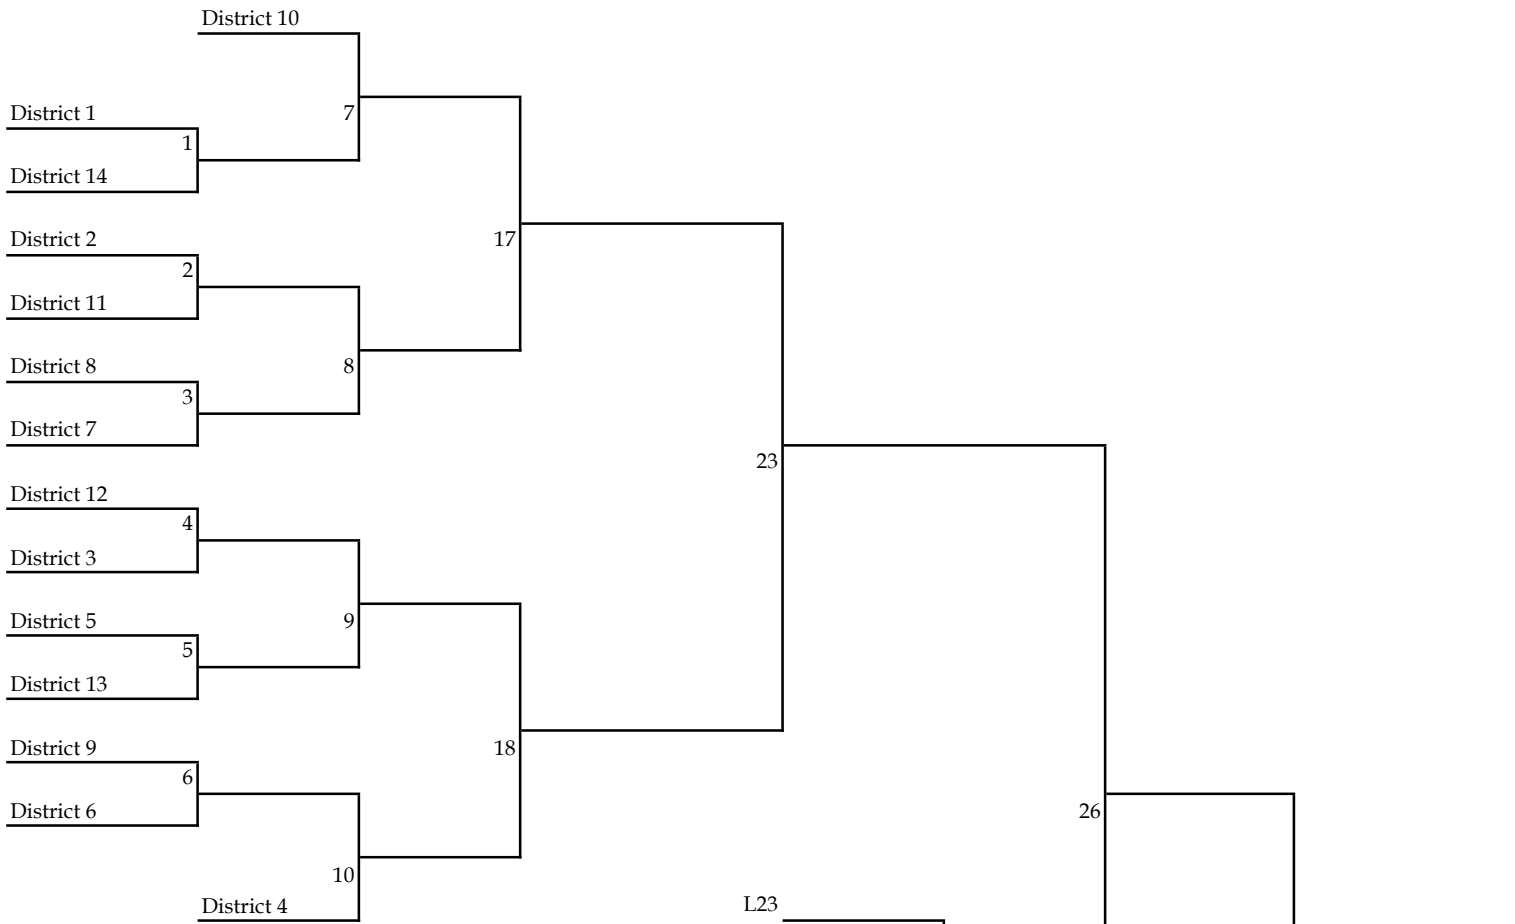 District 10
District 1
7
1
District 14
District 2
17
2
District 11
District 8
8
3
District 7
23
District 12
4
District 3
District 5
9
5
District 13
District 9
18
6
District 6
26
10
District 4
L23